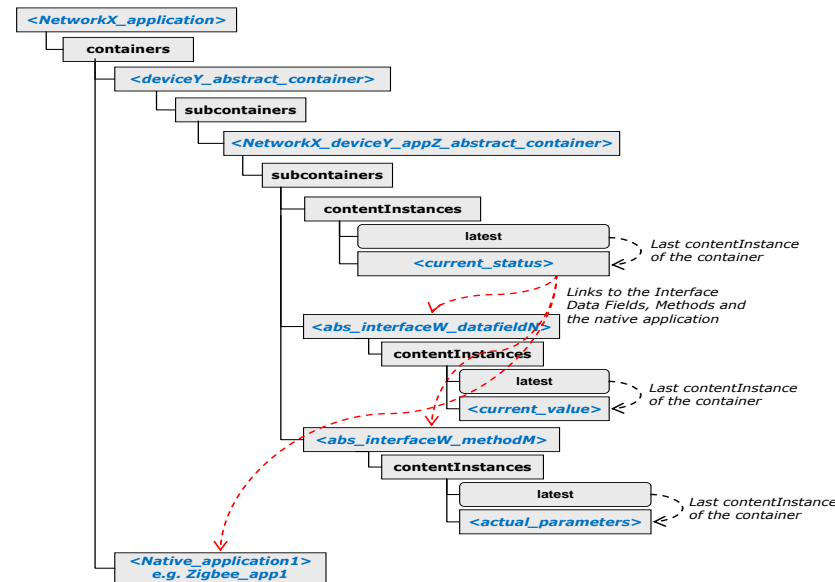 <NetworkX_application>
containers
<deviceY_abstract_container>
subcontainers
<NetworkX_deviceY_appZ_abstract_container>
subcontainers
contentInstances
latest
Last contentInstance
of the container
<current_status>
Links to the Interface
Data Fields, Methods and
the native application
<abs_interfaceW_datafieldN>
contentInstances
latest
Last contentInstance
of the container
<current_value>
<abs_interfaceW_methodM>
contentInstances
latest
Last contentInstance
of the container
<actual_parameters>
<Native_application1>
e.g. Zigbee_app1